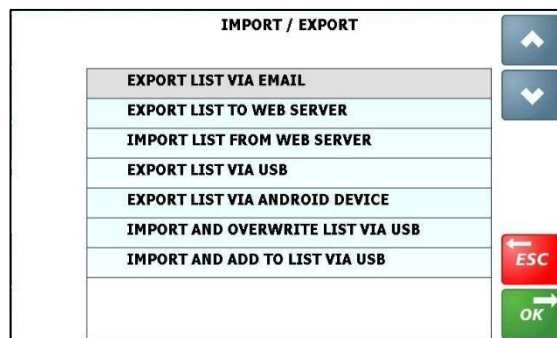 IMPORT / EXPORT
EXPORT LIST VIA EMAIL
EXPORT LIST TO WEB SERVER
IMPORT LIST FROM WEB SERVER
EXPORT LIST VIA USB
EXPORT LIST VIA ANDROID DEVICE
IMPORT AND OVERWRITE LIST VIA USB
IMPORT AND ADD TO LIST VIA USB
ESC
OK